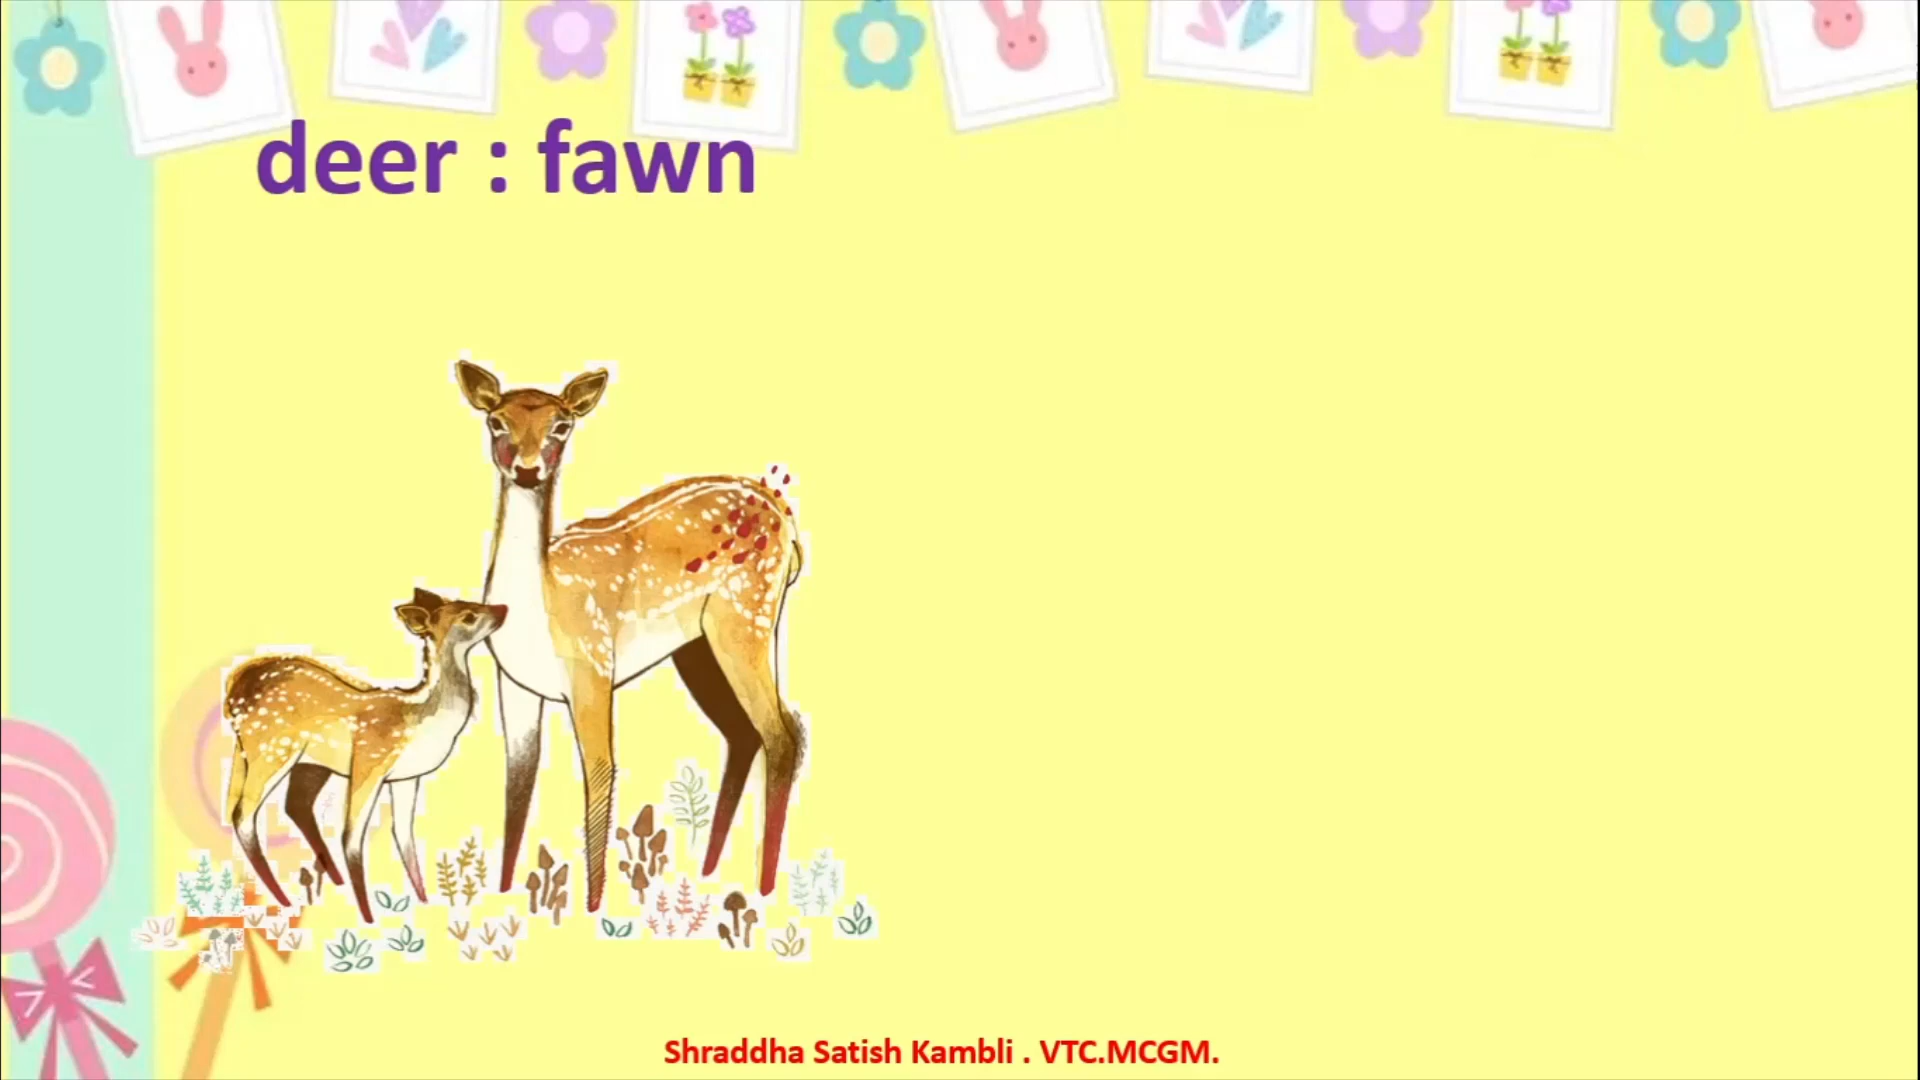 deer : fawn
Shraddha Satish Kambli . VTC.MCGM.